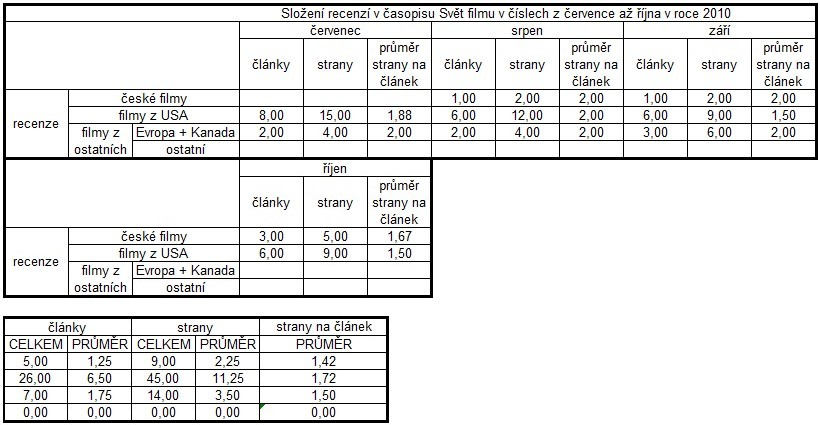 Složení recenzí v časopisu Svět filmu v číslech z července až října v roce 2010
červenec srpen září
články strany průměr strany na článek články strany průměr strany na článek články strany průměr strany na článek
recenze
české filmy 1,00 2,00 2,00 1,00 2,00 2,00
filmy z USA 8,00 15,00 1,88 6,00 12,00 2,00 6,00 9,00 1,50
filmy z ostatních
Evropa + Kanada 2,00 4,00 2,00 2,00 4,00 2,00 3,00 6,00 2,00
ostatní
říjen
články strany průměr strany na článek
recenze
české filmy 3,00 5,00 1,67
filmy z USA 6,00 9,00 1,50
filmy z ostatních
Evropa + Kanada
ostatní
články strany strany na článek
CELKEM PRŮMĚR CELKEM PRŮMĚR PRŮMĚR
5,00 1,25 9,00 2,25 1,42
26,00 6,50 45,00 11,25 1,72
7,00 1,75 14,00 3,50 1,50
0,00 0,00 0,00 0,00 0,00